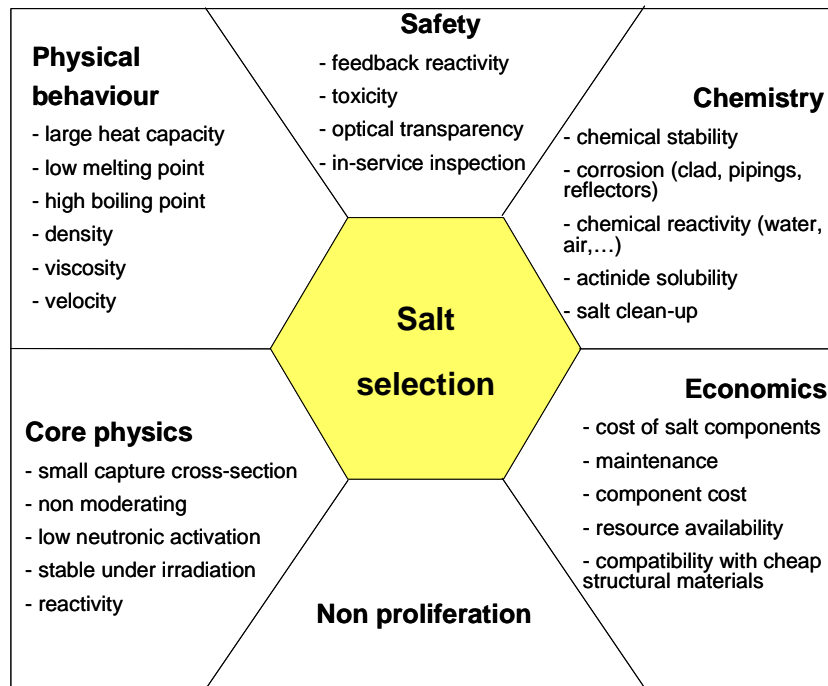 Safety
- feedback reactivity
- toxicity
- optical transparency
- in-service inspection
Physical
behaviour
- large heat capacity
- low melting point
- high boiling point
- density
- viscosity
- velocity
Chemistry
- chemical stability
- corrosion (clad, pipings,
reflectors)
- chemical reactivity (water,
air,…)
- actinide solubility
- salt clean-up
Salt
selection
Core physics
- small capture cross-section
- non moderating
- low neutronic activation
- stable under irradiation
- reactivity
Economics
- cost of salt components
- maintenance
- component cost
- resource availability
- compatibility with cheap
structural materials
Non proliferation